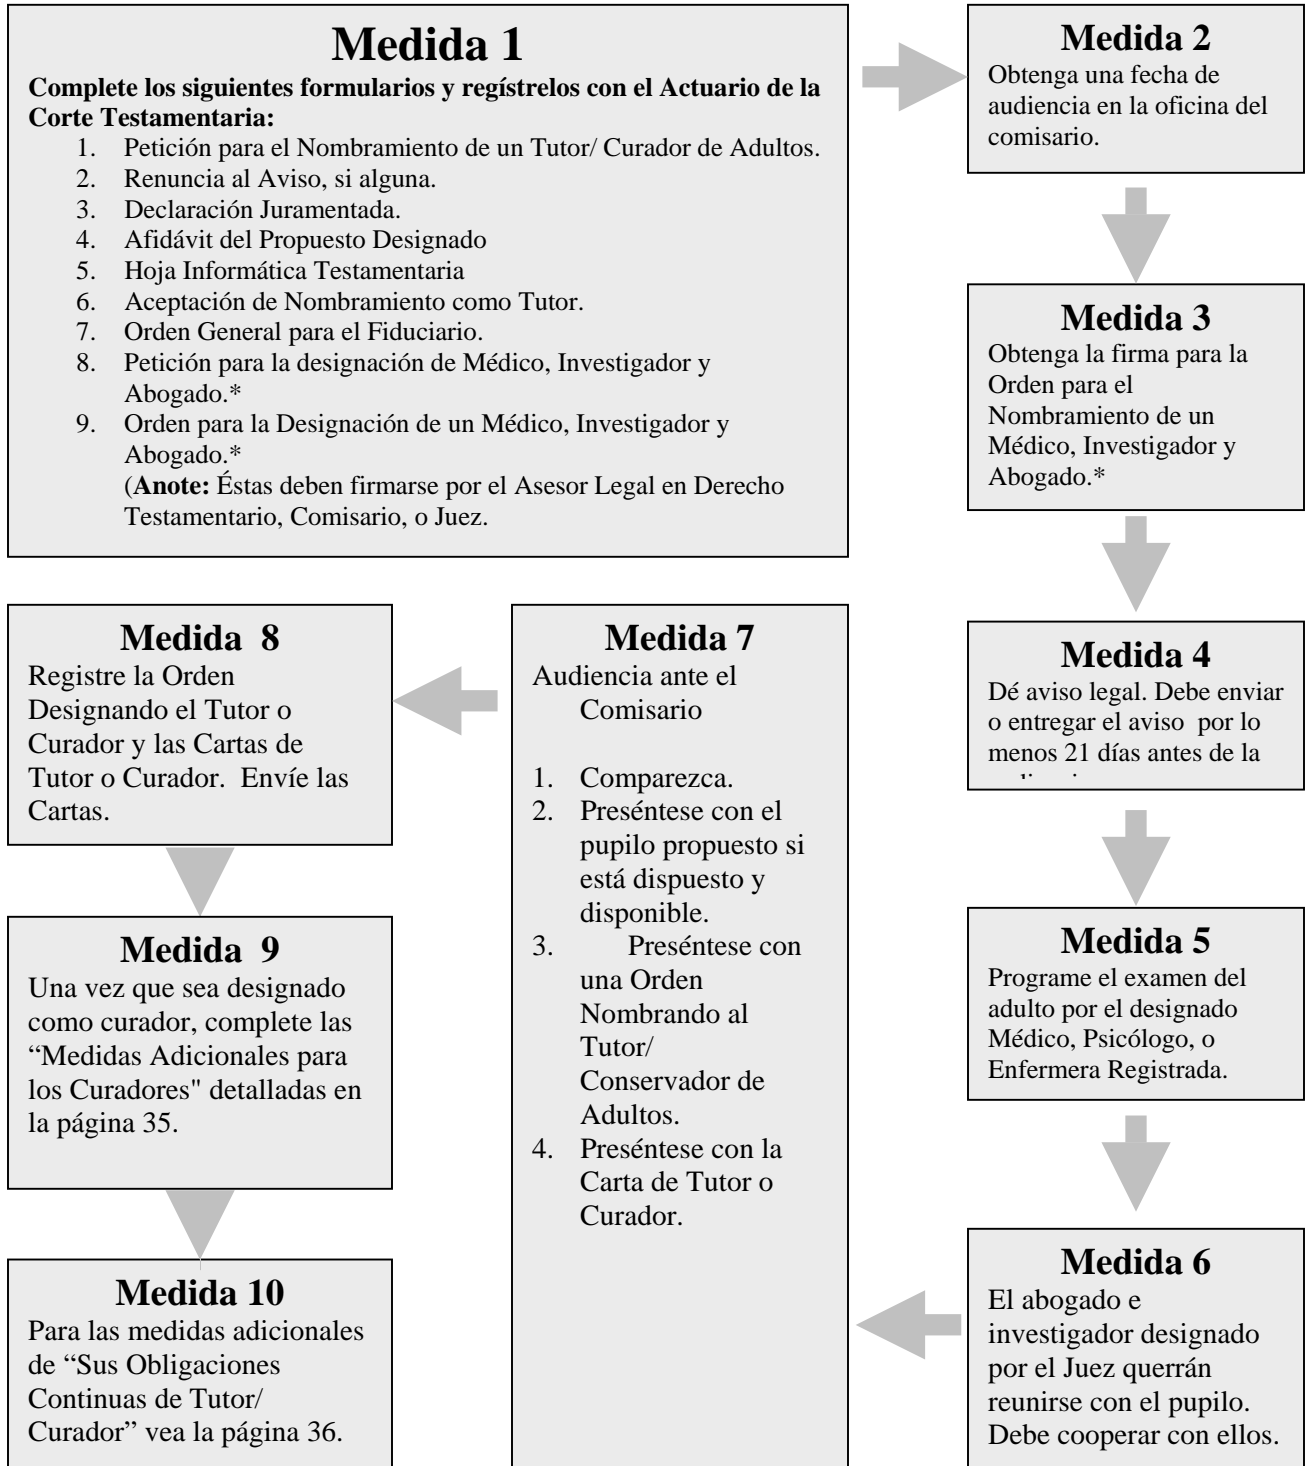 Medida 1
Complete los siguientes formularios y regístrelos con el Actuario de la
Corte Testamentaria:
1. Petición para el Nombramiento de un Tutor/ Curador de Adultos.
2. Renuncia al Aviso, si alguna.
3. Declaración Juramentada.
4. Afidávit del Propuesto Designado
5. Hoja Informática Testamentaria
6. Aceptación de Nombramiento como Tutor.
7. Orden General para el Fiduciario.
8. Petición para la designación de Médico, Investigador y
Abogado.*
9. Orden para la Designación de un Médico, Investigador y
Abogado.*
(Anote: Éstas deben firmarse por el Asesor Legal en Derecho
Testamentario, Comisario, o Juez.
Medida 2
Obtenga una fecha de
audiencia en la oficina del
comisario.
Medida 3
Obtenga la firma para la
Orden para el
Nombramiento de un
Médico, Investigador y
Abogado.*
Medida 4
Dé aviso legal. Debe enviar
o entregar el aviso por lo
menos 21 días antes de la
Medida 5
Programe el examen del
adulto por el designado
Médico, Psicólogo, o
Enfermera Registrada.
Medida 6
El abogado e
investigador designado
por el Juez querrán
reunirse con el pupilo.
Debe cooperar con ellos.
Medida 7
Audiencia ante el
Comisario
1. Comparezca.
2. Preséntese con el
pupilo propuesto si
está dispuesto y
disponible.
3. Preséntese con
una Orden
Nombrando al
Tutor/
Conservador de
Adultos.
4. Preséntese con la
Carta de Tutor o
Curador.
Medida 8
Registre la Orden
Designando el Tutor o
Curador y las Cartas de
Tutor o Curador. Envíe las
Cartas.
Medida 9
Una vez que sea designado
como curador, complete las
“Medidas Adicionales para
los Curadores" detalladas en
la página 35.
Medida 10
Para las medidas adicionales
de “Sus Obligaciones
Continuas de Tutor/
Curador” vea la página 36.